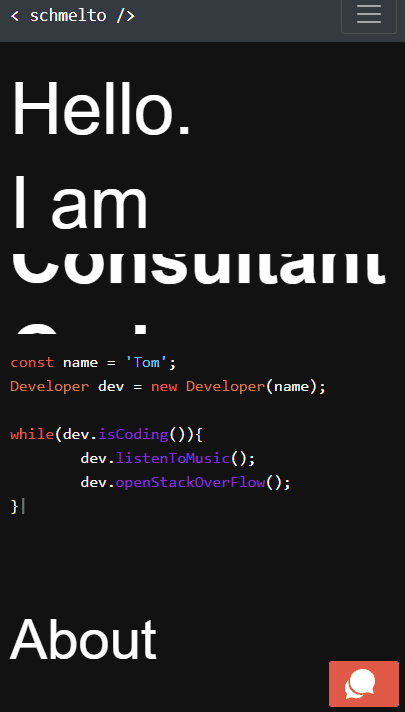 < schmelto />
Hello.
I am
Consultant
const name = 'Tom';
Developer dev = new Developer(name);
while(dev.isCoding()){
dev.listenToMusic();
dev.openStackOverFlow();
}
About